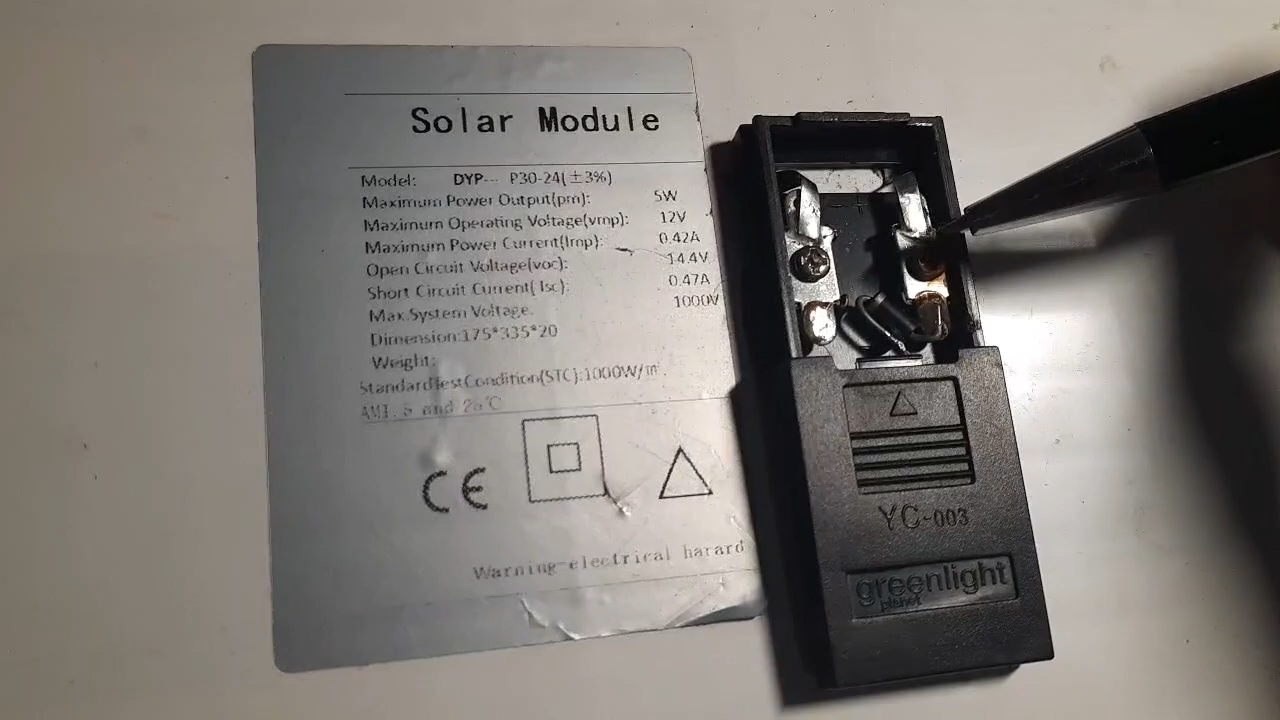 Solar Module
Model: DYP-- P30-24(±3%)
Maximum Power Output(pm): 5W
Maximum Operating Voltage(vmp): 12V
Maximum Power Current(Imp): 0.42A
Open Circuit Voltage(voc): 14.4V
Short Circuit Current( Isc): 0.47A
Max.System Voltage. 1000V
Dimension:175*335*20
Weight:
StandardTestCondition(STC):1000W/㎡.
AM1.5 and 25℃
CE
Warning-electrical harard
YC-003
greenlight
planet